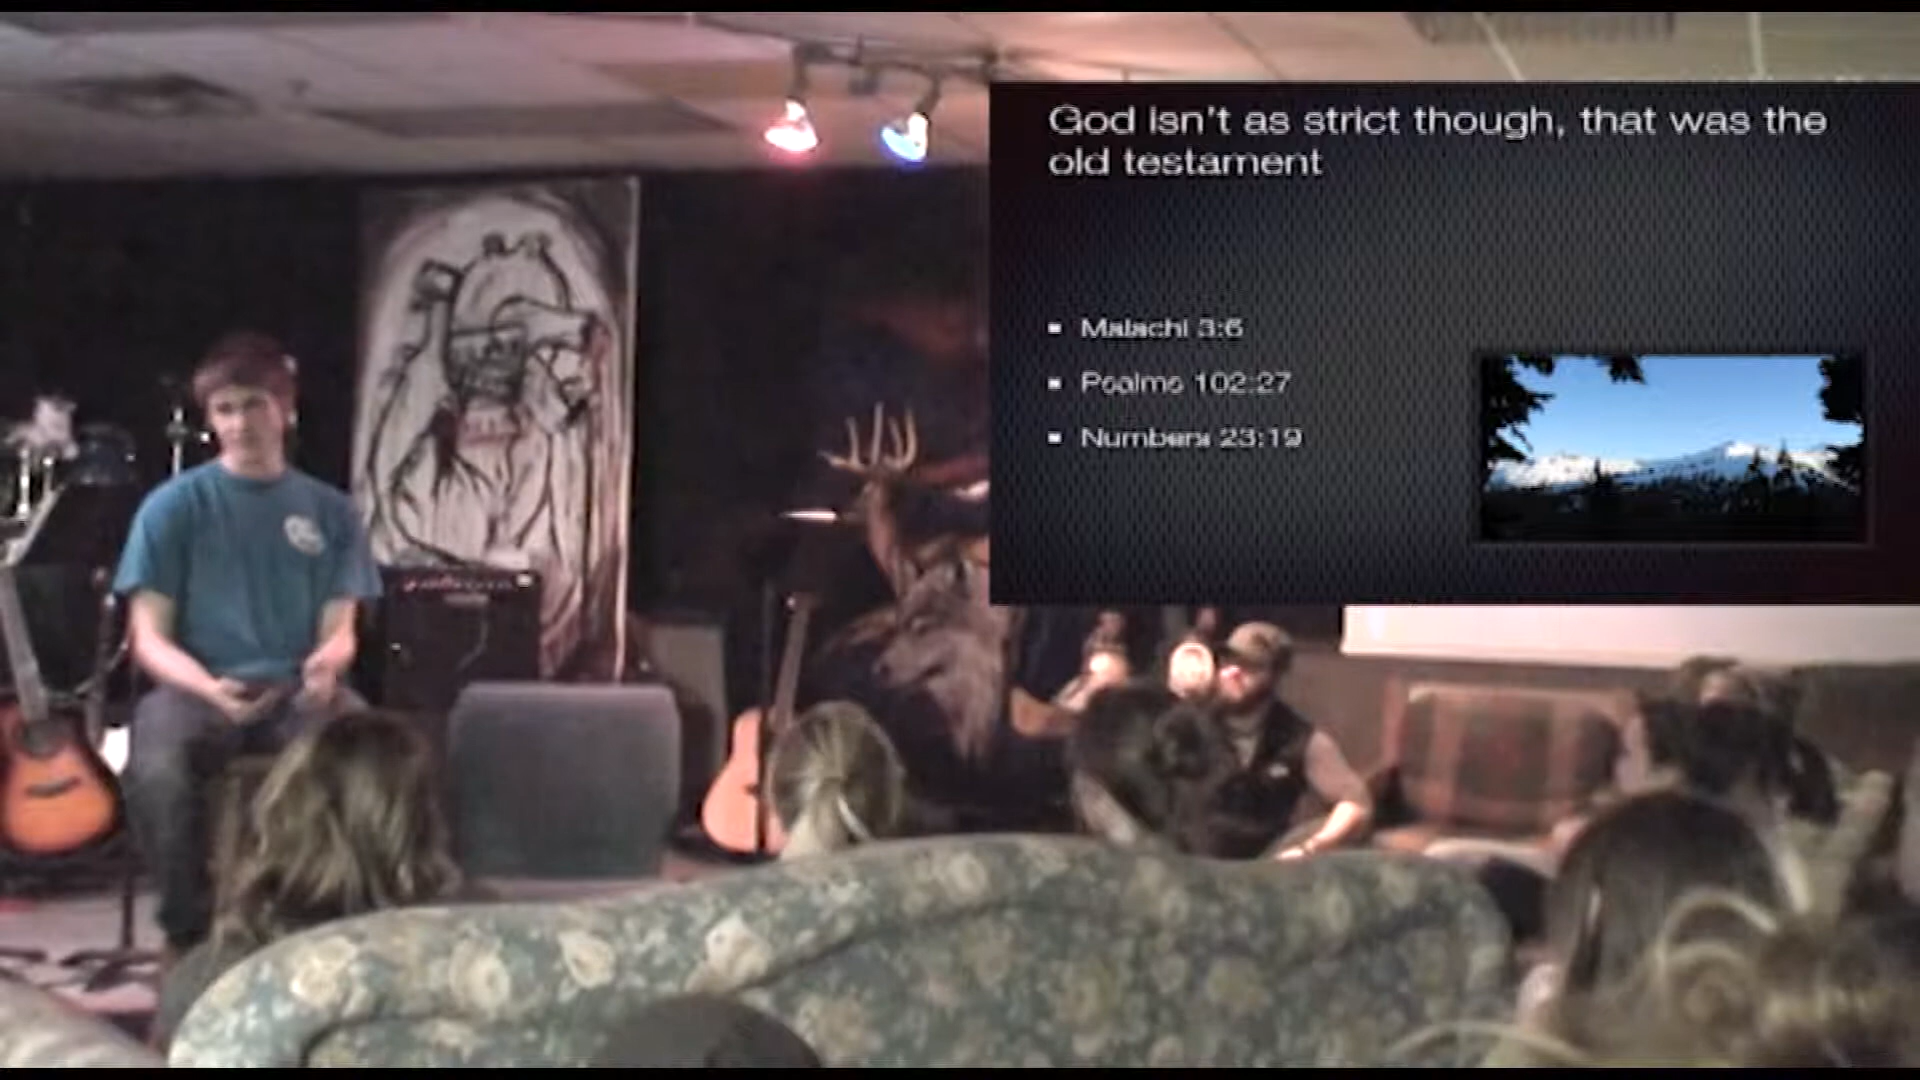 God isn't as strict though, that was the
old testament
Malachi 3:6
Psalms 102:27
Numbers 23:19